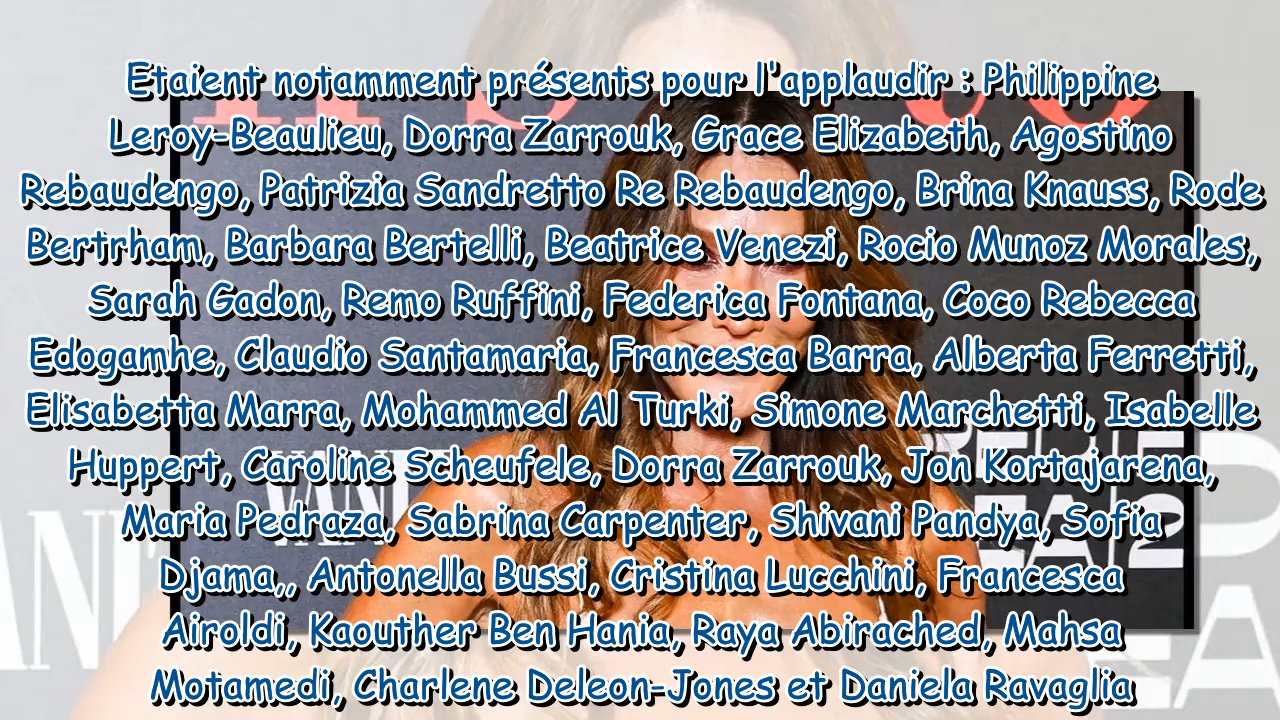 Etaient notamment présents pour l'applaudir : Philippine
Leroy-Beaulieu, Dorra Zarrouk, Grace Elizabeth, Agostino
Rebaudengo, Patrizia Sandretto Re Rebaudengo, Brina Knauss, Rode
Bertrham, Barbara Bertelli, Beatrice Venezi, Rocio Munoz Morales,
Sarah Gadon, Remo Ruffini, Federica Fontana, Coco Rebecca
Edogamhe, Claudio Santamaria, Francesca Barra, Alberta Ferretti,
Elisabetta Marra, Mohammed Al Turki, Simone Marchetti, Isabelle
Huppert, Caroline Scheufele, Dorra Zarrouk, Jon Kortajarena,
Maria Pedraza, Sabrina Carpenter, Shivani Pandya, Sofia
Djama,, Antonella Bussi, Cristina Lucchini, Francesca
Airoldi, Kaouther Ben Hania, Raya Abirached, Mahsa
Motamedi, Charlene Deleon-Jones et Daniela Ravaglia